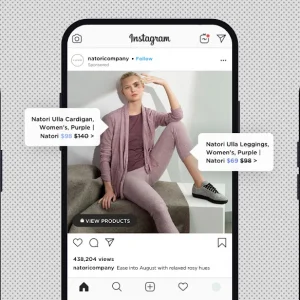 Instagram
natoricompany • Follow
Sponsored
Natori Ulla Cardigan,
Women's, Purple |
Natori $98 $140 >
Natori Ulla Leggings,
Women's, Purple |
Natori $69 $98 >
VIEW PRODUCTS
438,204 views
natoricompany Ease into August with relaxed rosy hues